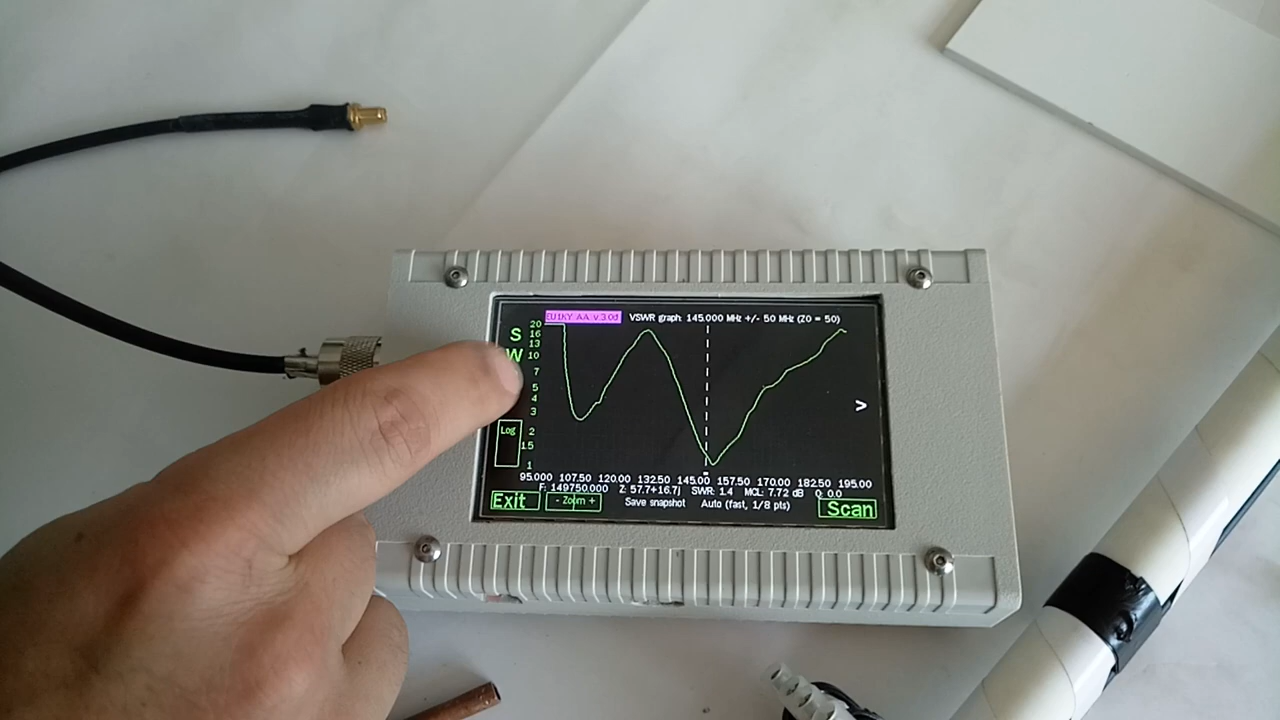 EU1KY AA v.3.0d VSWR graph: 145.000 MHz +/- 50 MHz (Z0 = 50)
S
W
20
16
13
10
7
5
4
3
2
1.5
1
Log
>
95.000 107.50 120.00 132.50 145.00 157.50 170.00 182.50 195.00
F: 149750.000 Z: 57.7+16.7j SWR: 1.4 MCL: 7.72 dB Q: 0.0
Exit - Zoom + Save snapshot Auto (fast, 1/8 pts) Scan